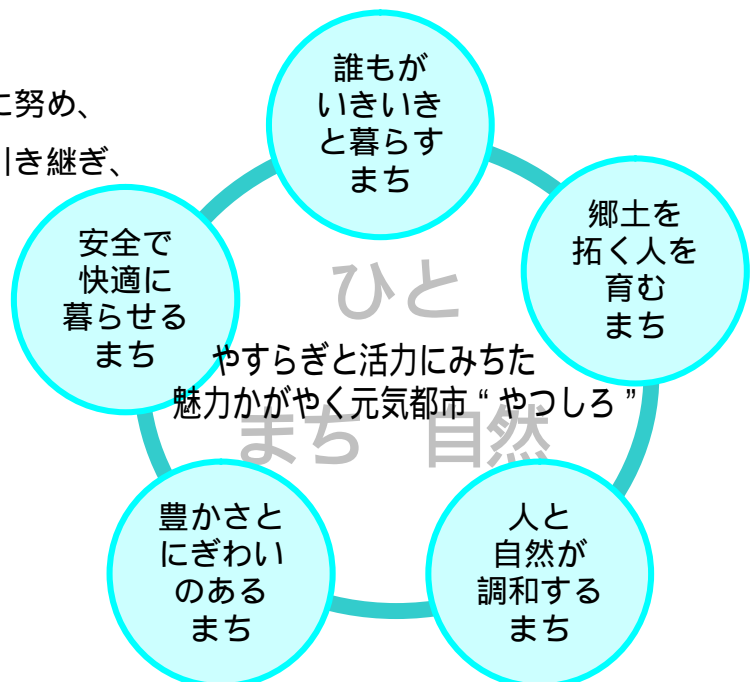 に努め、
引き継ぎ、
誰もが
いきいき
と暮らす
まち
郷土を
拓く人を
育む
まち
安全で
快適に
暮らせる
まち
ひと
やすらぎと活力にみちた
魅力かがやく元気都市“やつしろ”
まち 自然
豊かさと
にぎわい
のある
まち
人と
自然が
調和する
まち